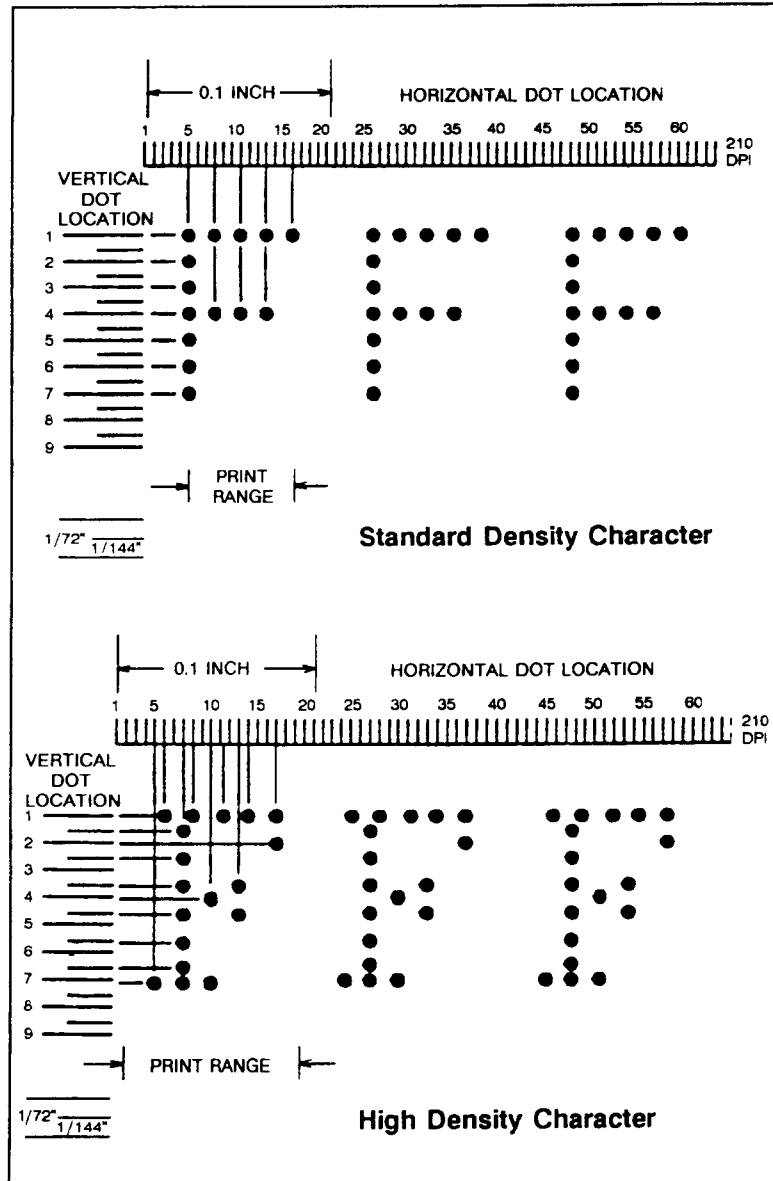 0.1 INCH HORIZONTAL DOT LOCATION
1 5 10 15 20 25 30 35 40 45 50 55 60
210
DPI
VERTICAL
DOT
LOCATION
1
2
3
4
5
6
7
8
9
PRINT
RANGE
1/72" 1/144"
Standard Density Character
0.1 INCH HORIZONTAL DOT LOCATION
1 5 10 15 20 25 30 35 40 45 50 55 60
210
DPI
VERTICAL
DOT
LOCATION
1
2
3
4
5
6
7
8
9
PRINT RANGE
1/72" 1/144"
High Density Character